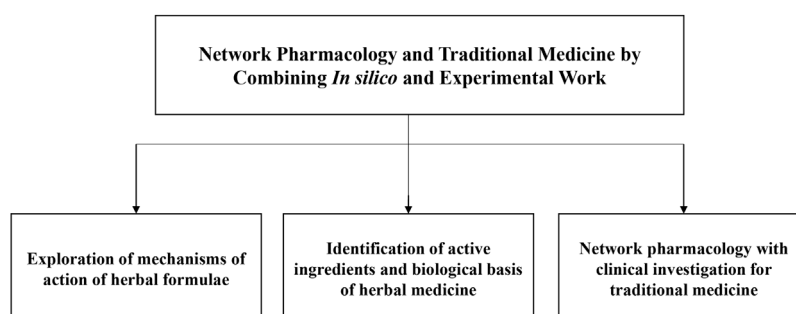 Network Pharmacology and Traditional Medicine by
Combining In silico and Experimental Work
Exploration of mechanisms of
action of herbal formulae
Identification of active
ingredients and biological basis
of herbal medicine
Network pharmacology with
clinical investigation for
traditional medicine